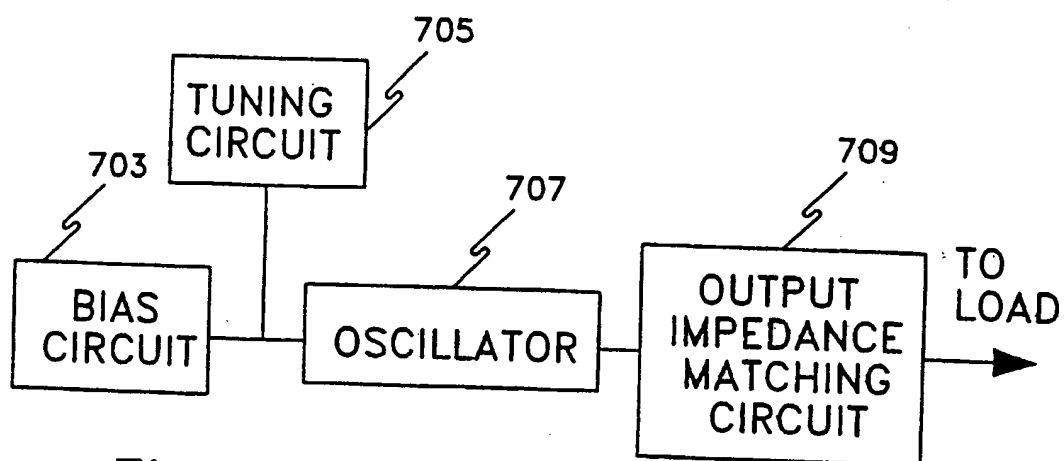 705
TUNING
CIRCUIT
703
707
709
BIAS
CIRCUIT
OSCILLATOR
OUTPUT
IMPEDANCE
MATCHING
CIRCUIT
TO
LOAD